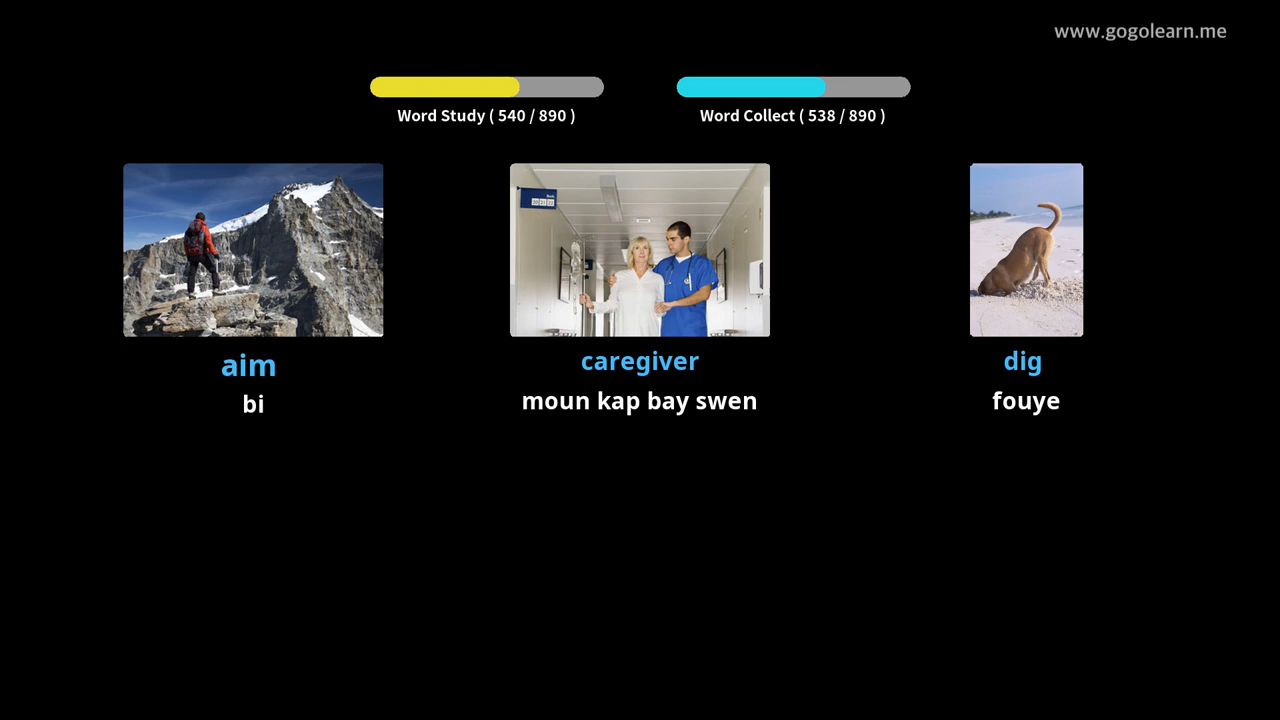 www.gogolearn.me
Word Study ( 540 / 890 )
Word Collect ( 538 / 890 )
aim
bi
caregiver
moun kap bay swen
dig
fouye